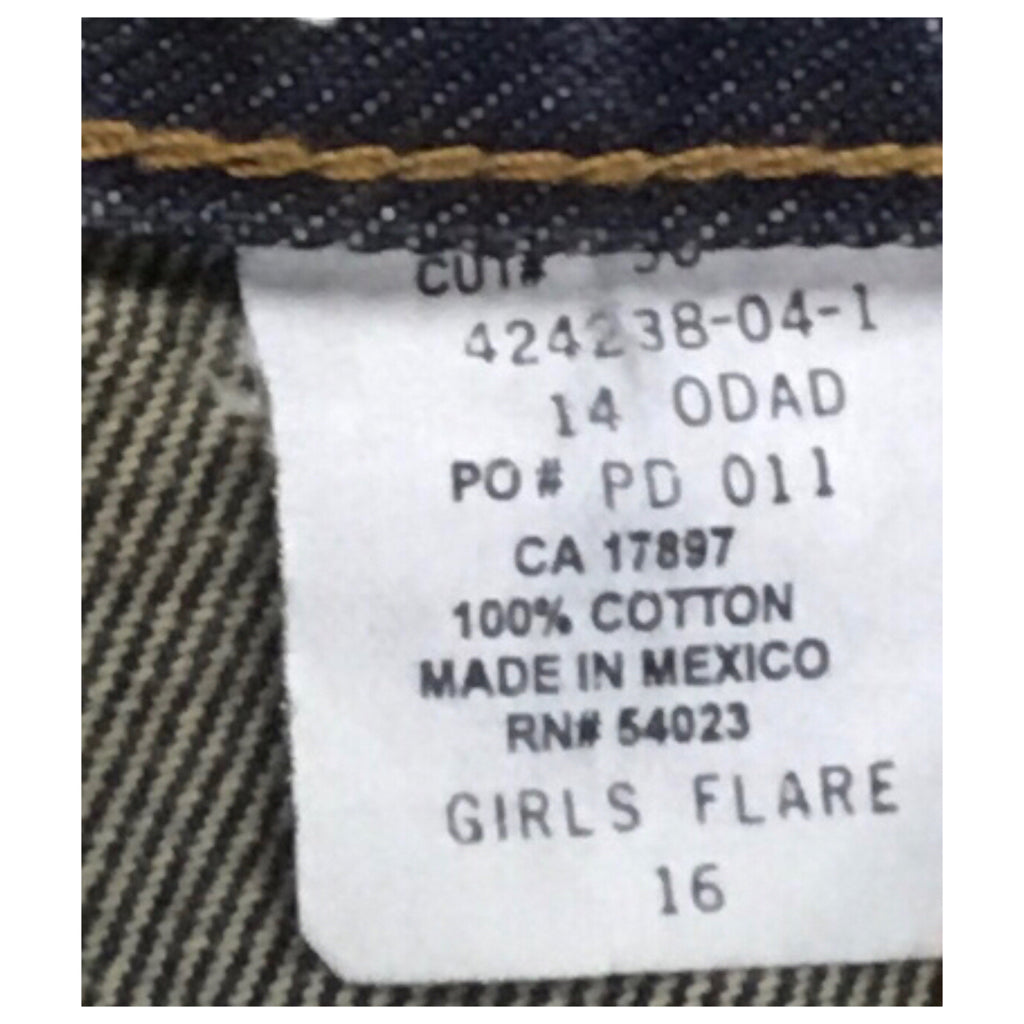 CUT#
424238-04-1
14 ODAD
PO# PD 011
CA 17897
100% COTTON
MADE IN MEXICO
RN# 54023
GIRLS FLARE
16